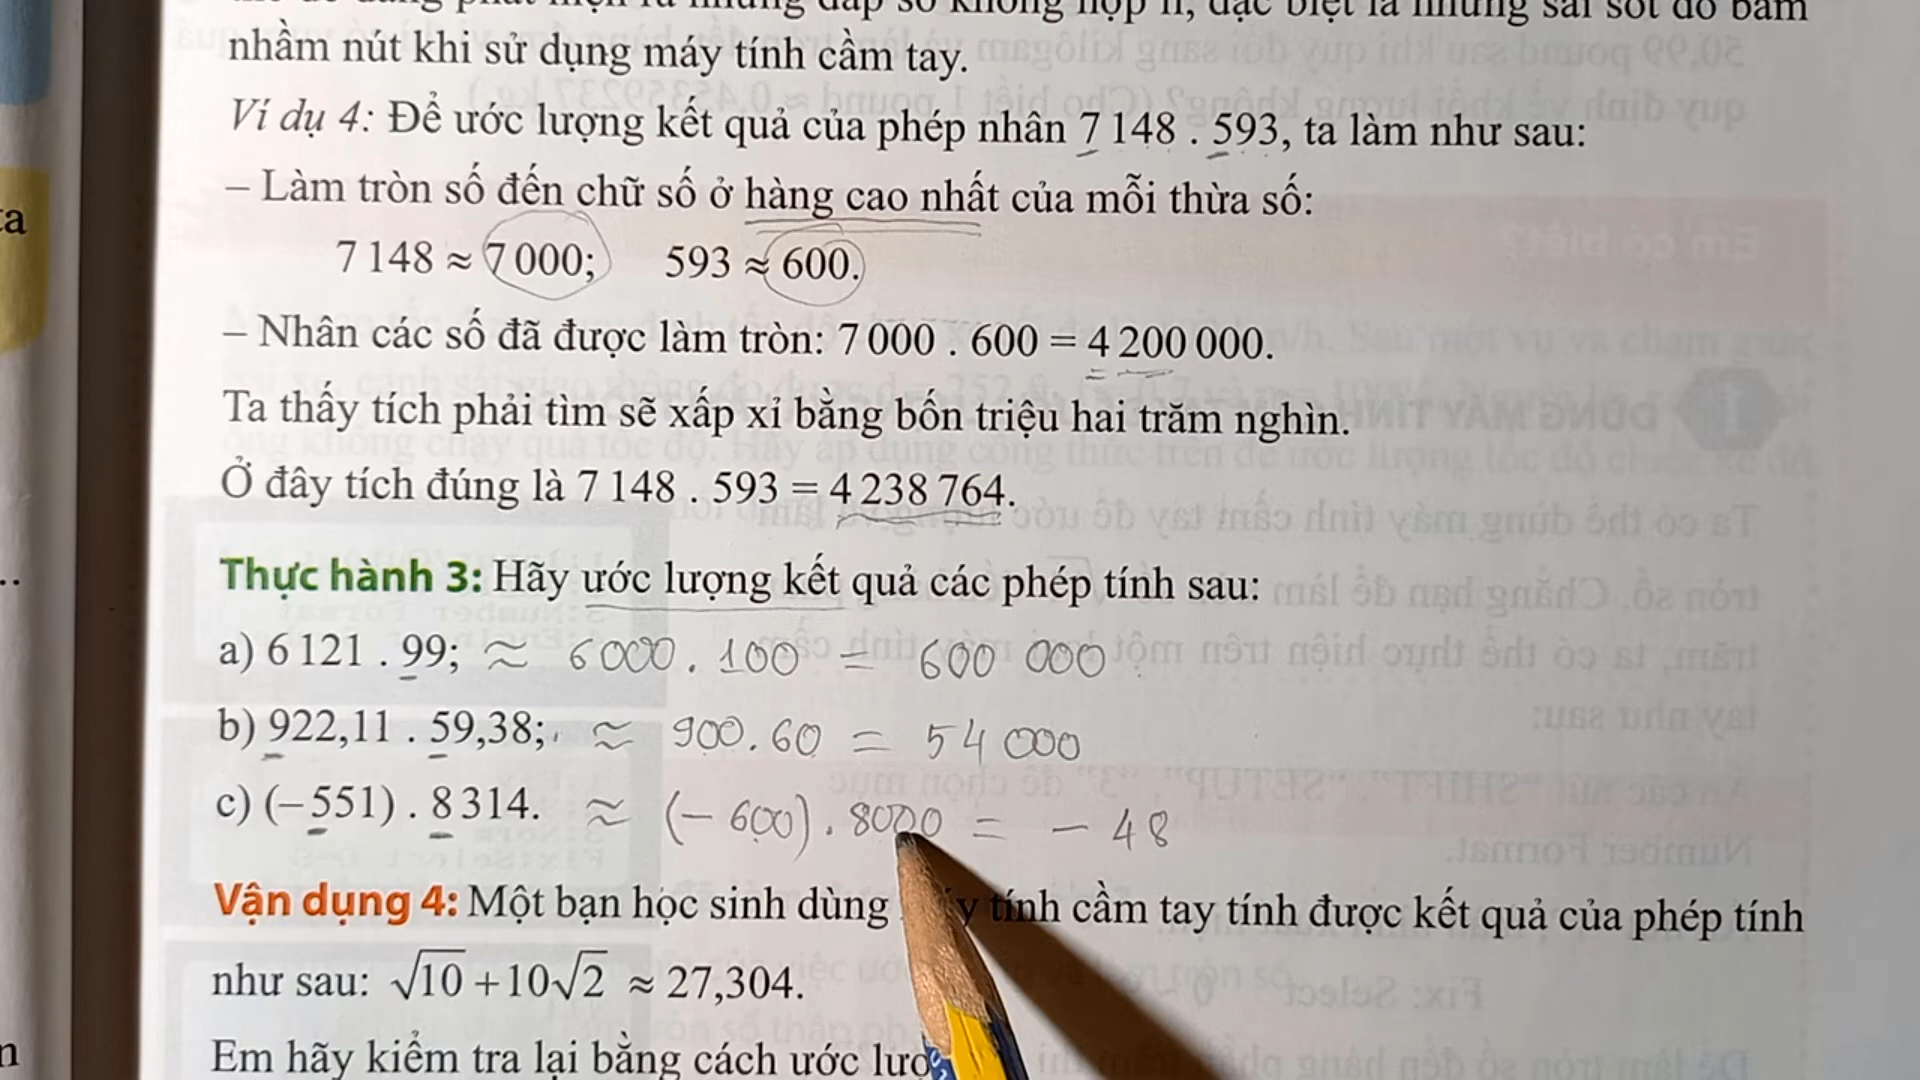 nhầm nút khi sử dụng máy tính cầm tay.
Ví dụ 4: Để ước lượng kết quả của phép nhân 7 148 . 593, ta làm như sau:
– Làm tròn số đến chữ số ở hàng cao nhất của mỗi thừa số:
7 148 ≈ 7 000; 593 ≈ 600.
– Nhân các số đã được làm tròn: 7 000 . 600 = 4 200 000.
Ta thấy tích phải tìm sẽ xấp xỉ bằng bốn triệu hai trăm nghìn.
Ở đây tích đúng là 7 148 . 593 = 4 238 764.
Thực hành 3: Hãy ước lượng kết quả các phép tính sau:
a) 6 121 . 99; ≈ 6000 . 100 = 600 000
b) 922,11 . 59,38; ≈ 900 . 60 = 54 000
c) (–551) . 8 314. ≈ (– 600) . 8000 = – 48
Vận dụng 4: Một bạn học sinh dùng tính cầm tay tính được kết quả của phép tính
như sau: √10 + 10√2 ≈ 27,304.
Em hãy kiểm tra lại bằng cách ước